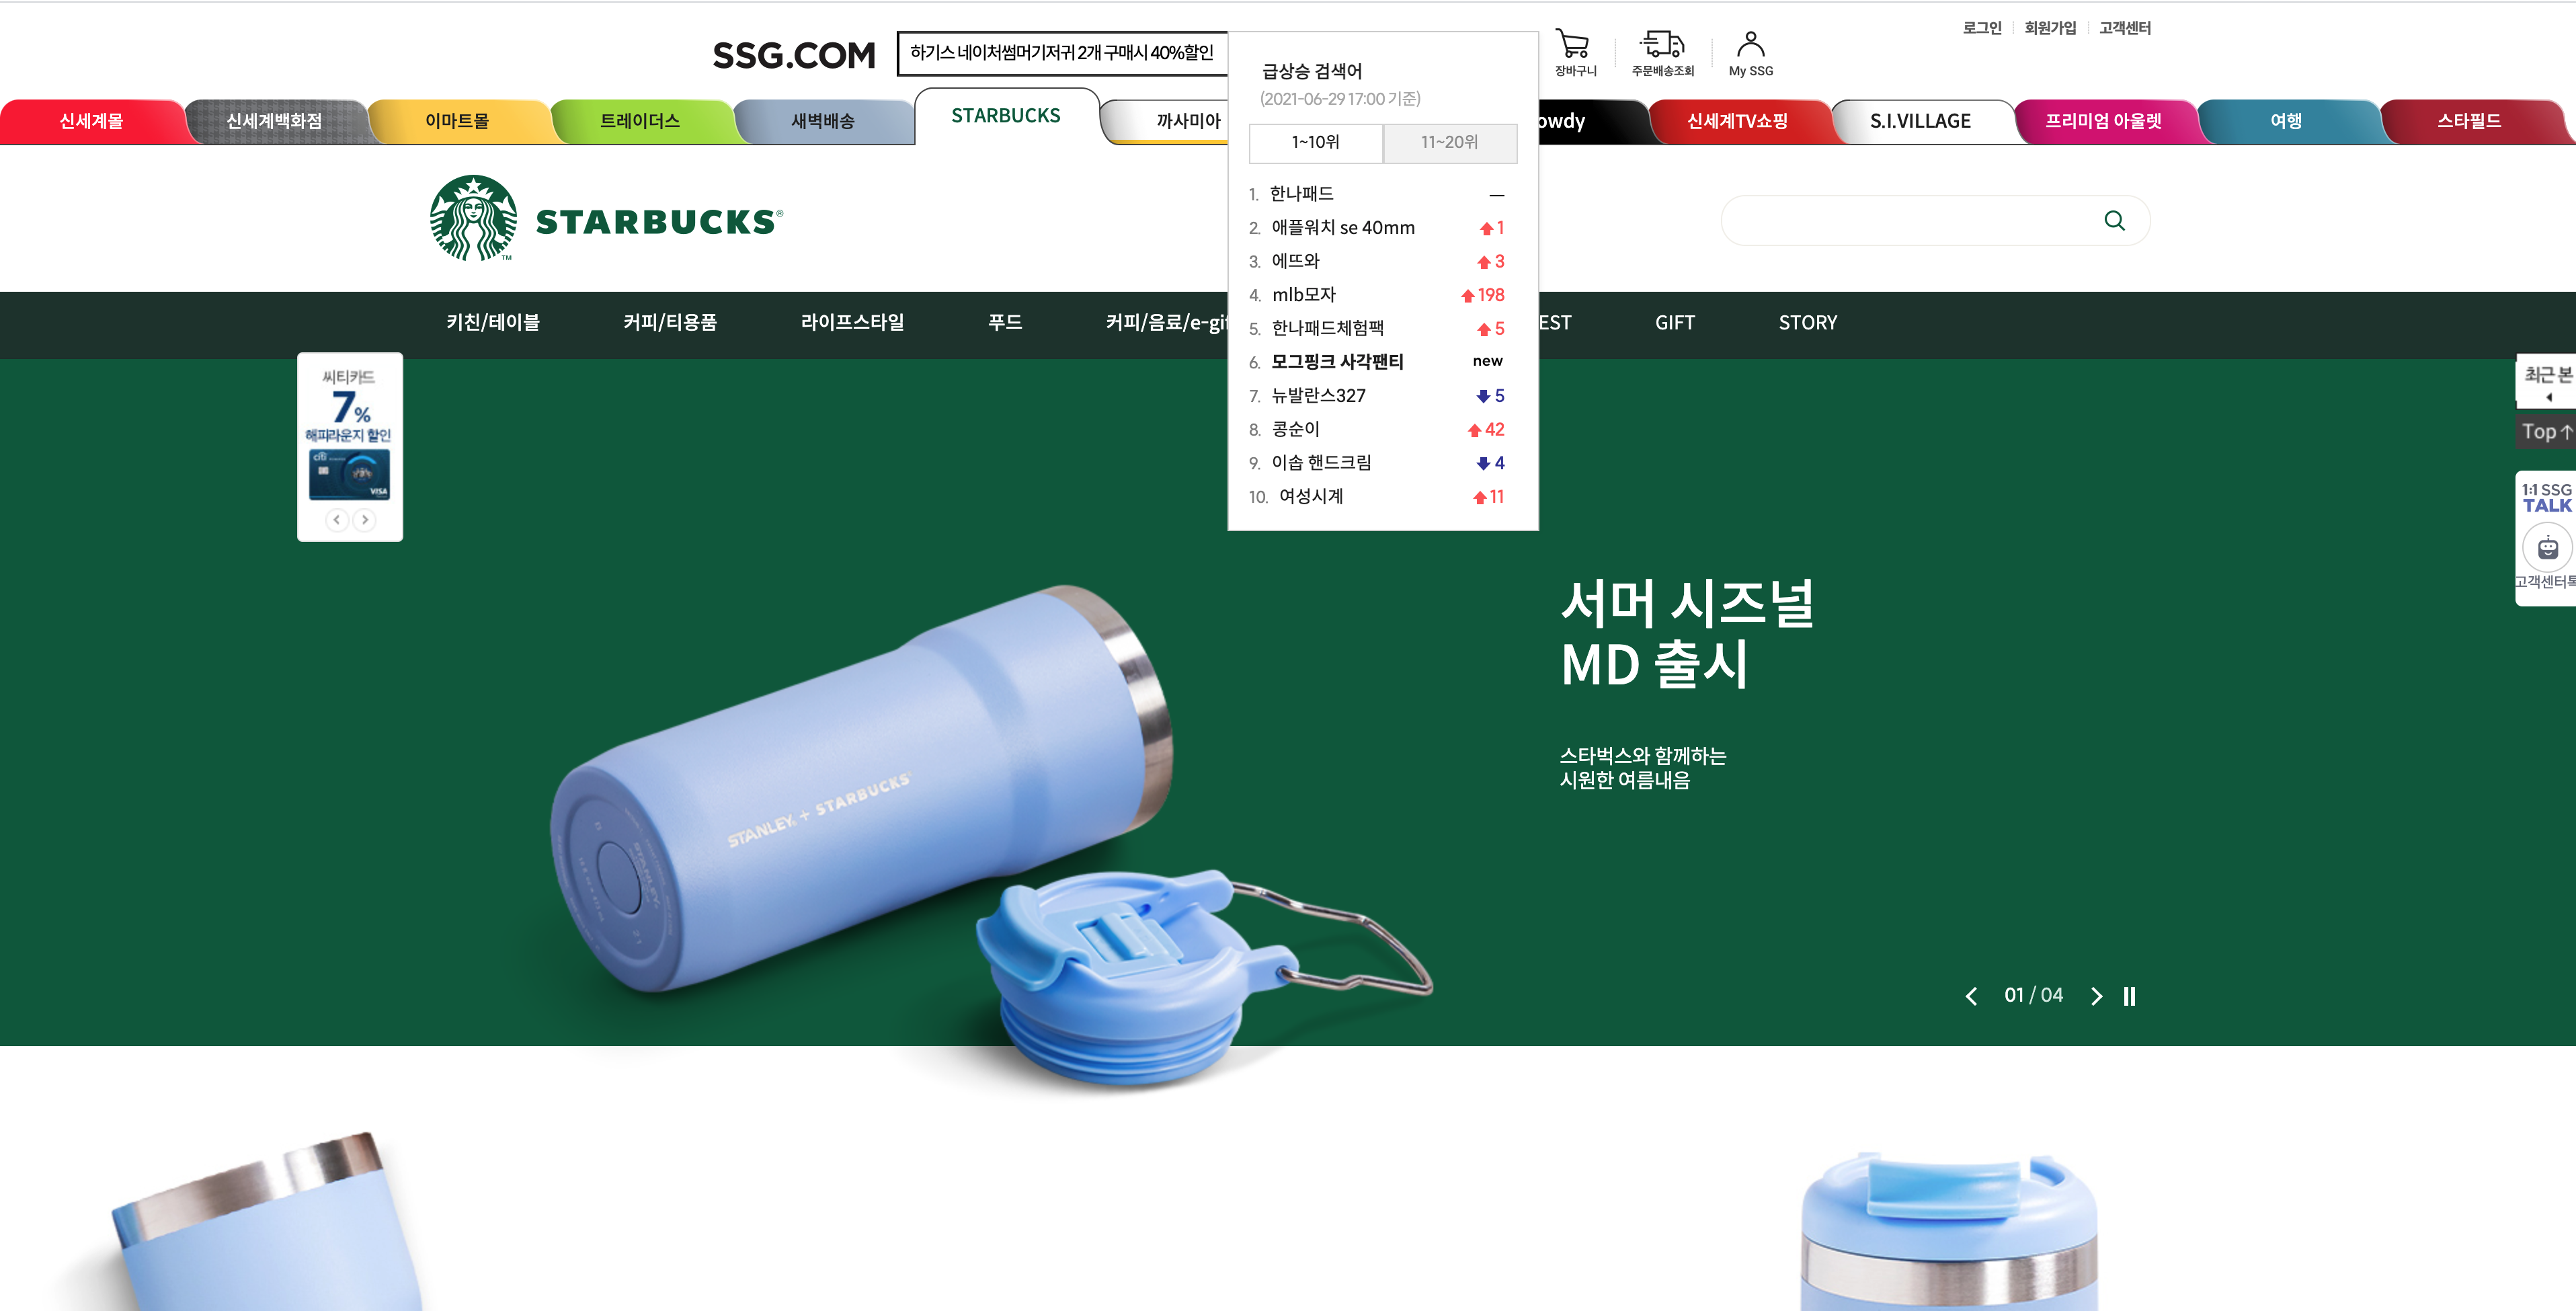 로그인 회원가입 고객센터
SSG.COM
하기스 네이처썸머기저귀 2개 구매시 40%할인
장바구니 주문배송조회 My SSG
신세계몰 신세계백화점 이마트몰 트레이더스 새벽배송 STARBUCKS 까사미아 owdy 신세계TV쇼핑 S.I.VILLAGE 프리미엄 아울렛 여행 스타필드
급상승 검색어
(2021-06-29 17:00 기준)
1~10위 11~20위
1. 한나패드 —
2. 애플워치 se 40mm 1
3. 에뜨와 3
4. mlb모자 198
5. 한나패드체험팩 5
6. 모그핑크 사각팬티 new
7. 뉴발란스327 5
8. 콩순이 42
9. 이솝 핸드크림 4
10. 여성시계 11
STARBUCKS®
TM
키친/테이블 커피/티용품 라이프스타일 푸드 커피/음료/e-gif EST GIFT STORY
씨티카드
7%
해피라운지 할인
citi
VISA
최근 본
Top
1:1 SSG
TALK
고객센터톡
서머 시즈널
MD 출시
스타벅스와 함께하는
시원한 여름내음
STANLEY + STARBUCKS
01 / 04